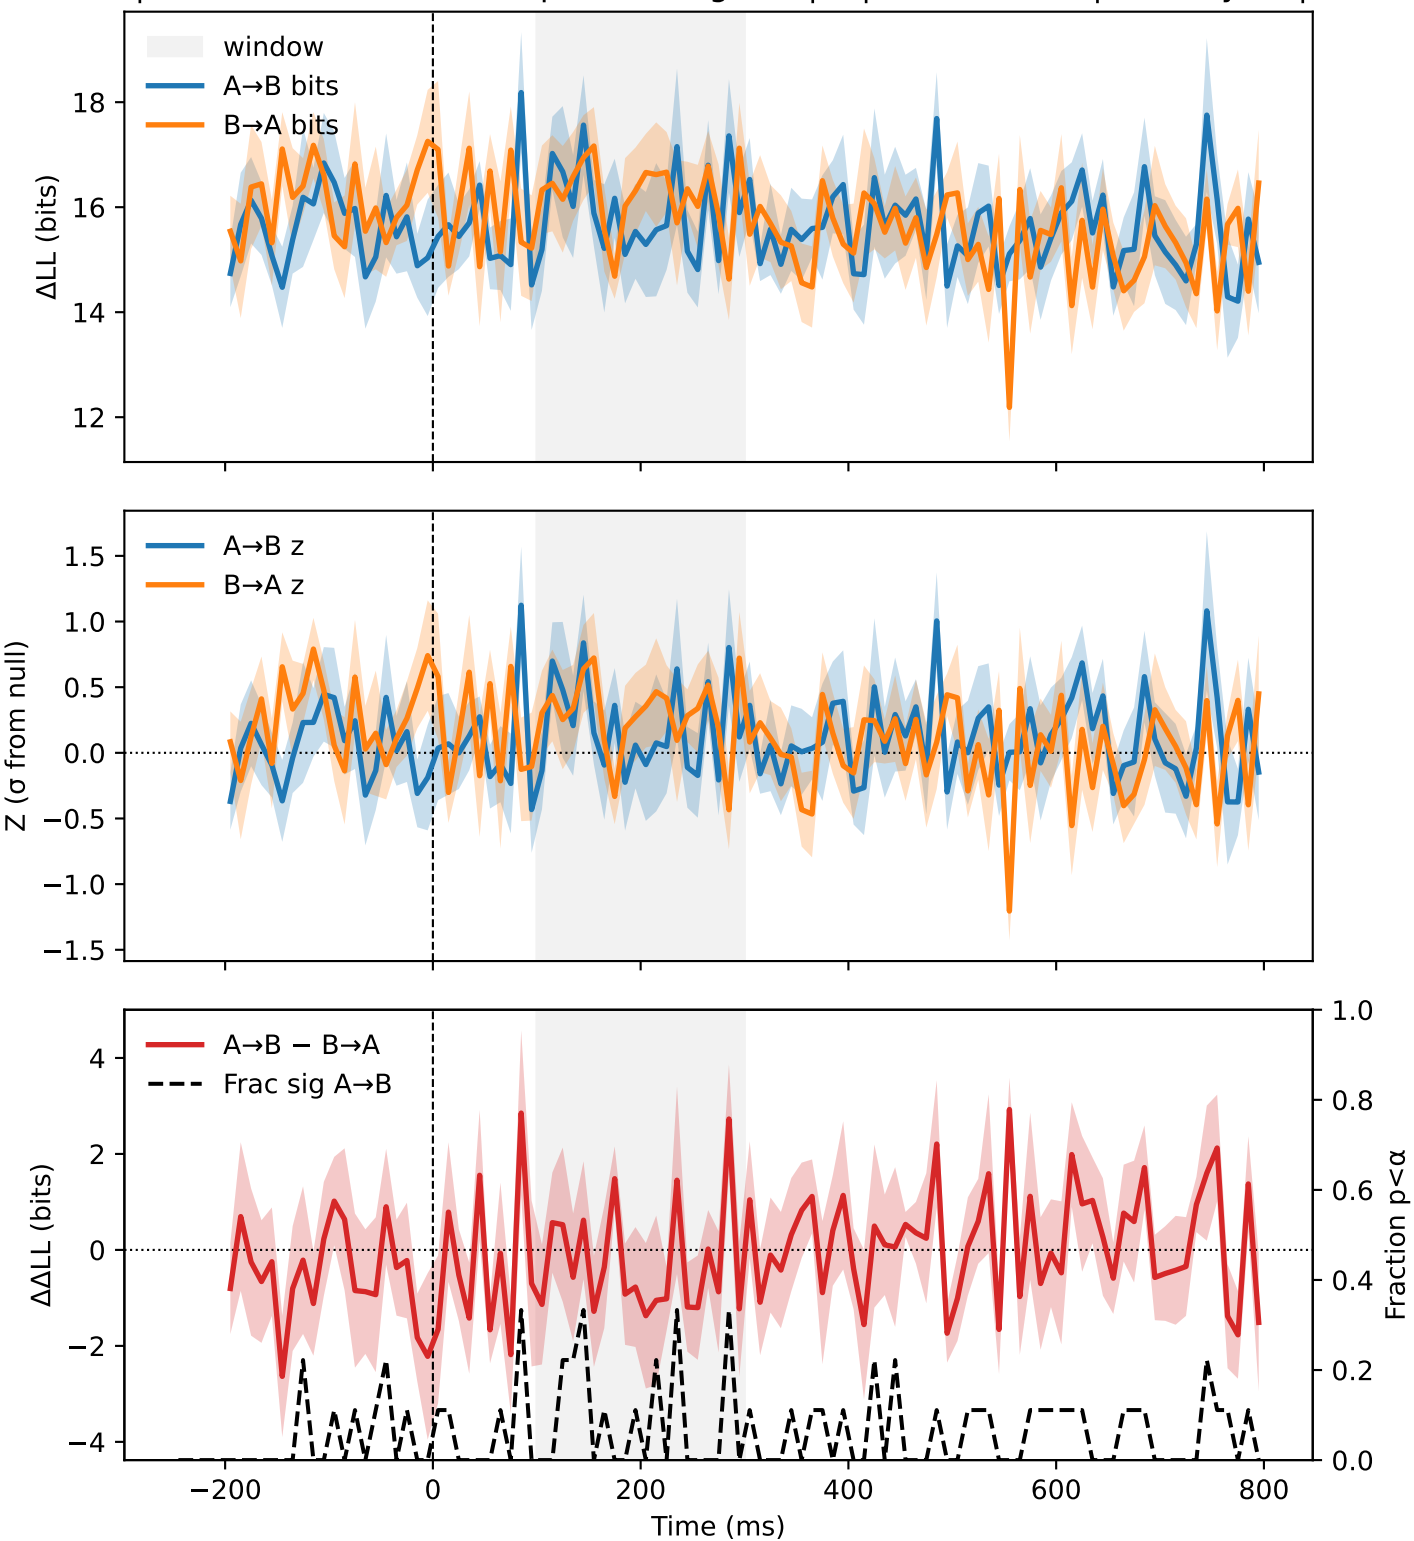 18
16
14
12
ΔLL (bits)
window
A→B bits
B→A bits
1.5
1.0
0.5
0.0
−0.5
−1.0
−1.5
Z (σ from null)
A→B z
B→A z
4
2
0
−2
−4
ΔΔLL (bits)
A→B − B→A
Frac sig A→B
1.0
0.8
0.6
0.4
0.2
0.0
Fraction p<α
−200
0
200
400
600
800
Time (ms)